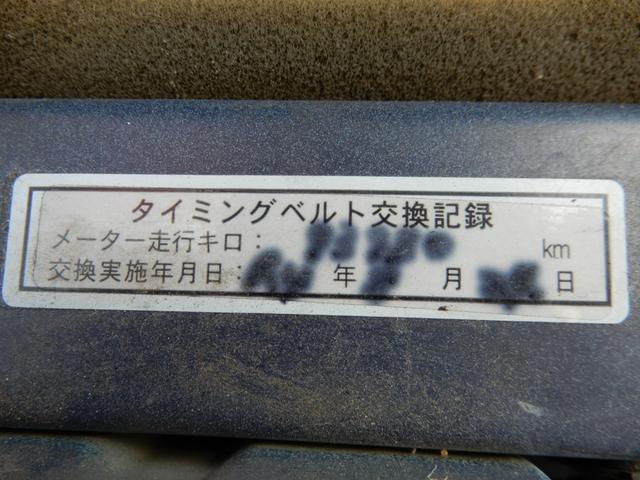 タイミングベルト交換記録
メーター走行キロ: km
交換実施年月日: 年 月 日